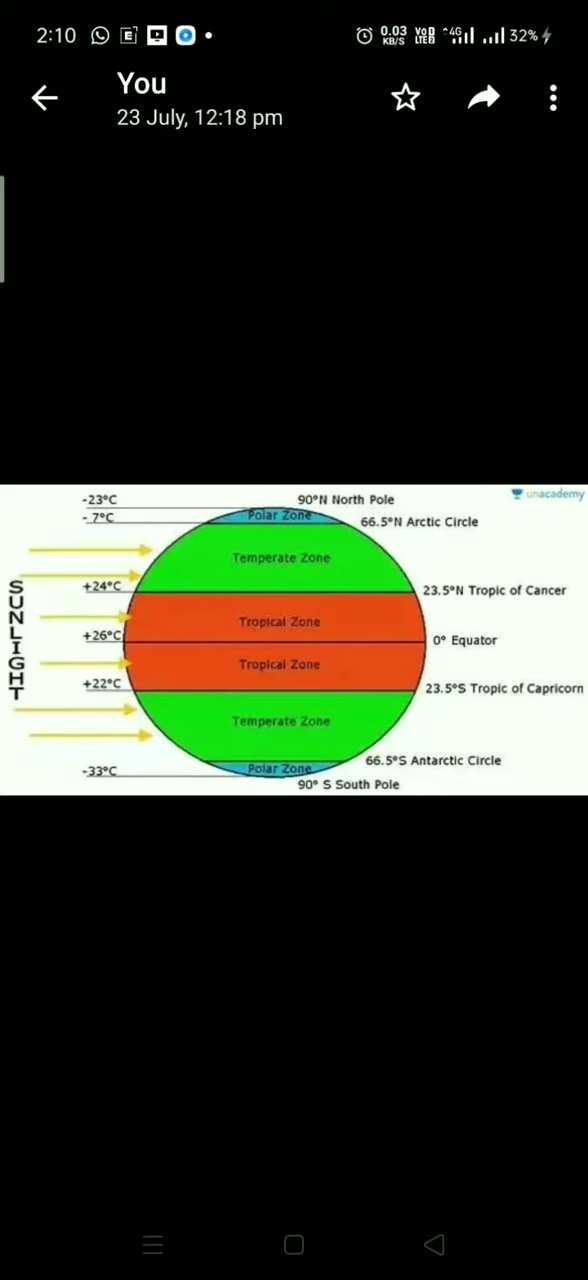 2:10
0.03 KB/S
4G
32%
You
23 July, 12:18 pm
unacademy
-23°C
90°N North Pole
- 7°C
Polar Zone
66.5°N Arctic Circle
Temperate Zone
+24°C
23.5°N Tropic of Cancer
SUNLIGHT
Tropical Zone
+26°C
0° Equator
Tropical Zone
+22°C
23.5°S Tropic of Capricorn
Temperate Zone
66.5°S Antarctic Circle
-33°C
Polar Zone
90° S South Pole